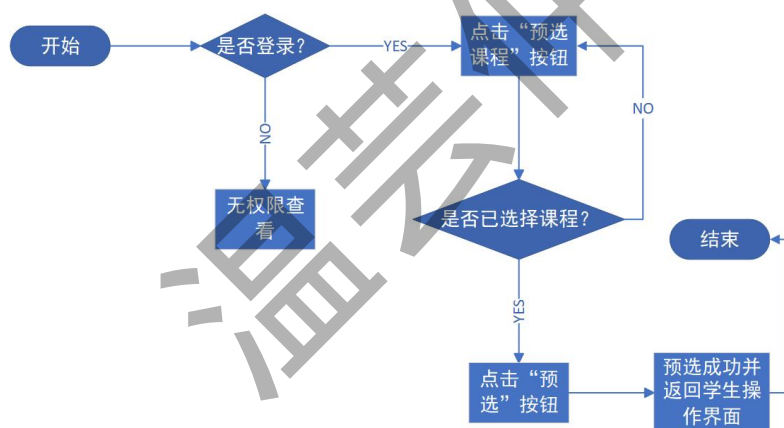 开始
是否登录？
YES
点击“预选
课程”按钮
NO
NO
无权限查
看
是否已选择课程？
结束
YES
点击“预
选”按钮
预选成功并
返回学生操
作界面
温芸